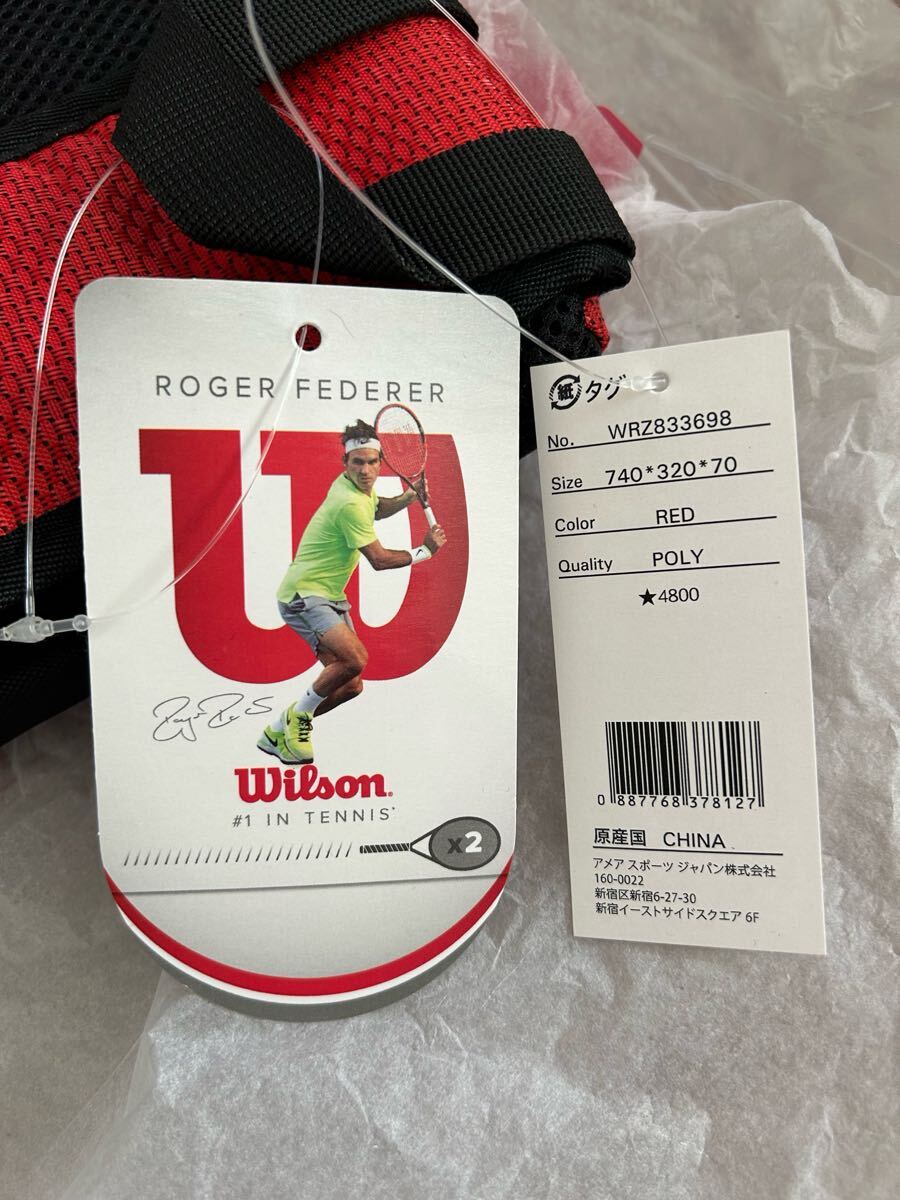 ROGER FEDERER
W
Wilson.
#1 IN TENNIS
x2
紙 タグ
No. WRZ833698
Size 740*320*70
Color RED
Quality POLY
★4800
0 887768 378127
原産国 CHINA
アメア スポーツ ジャパン株式会社
160-0022
新宿区新宿6-27-30
新宿イーストサイドスクエア 6F